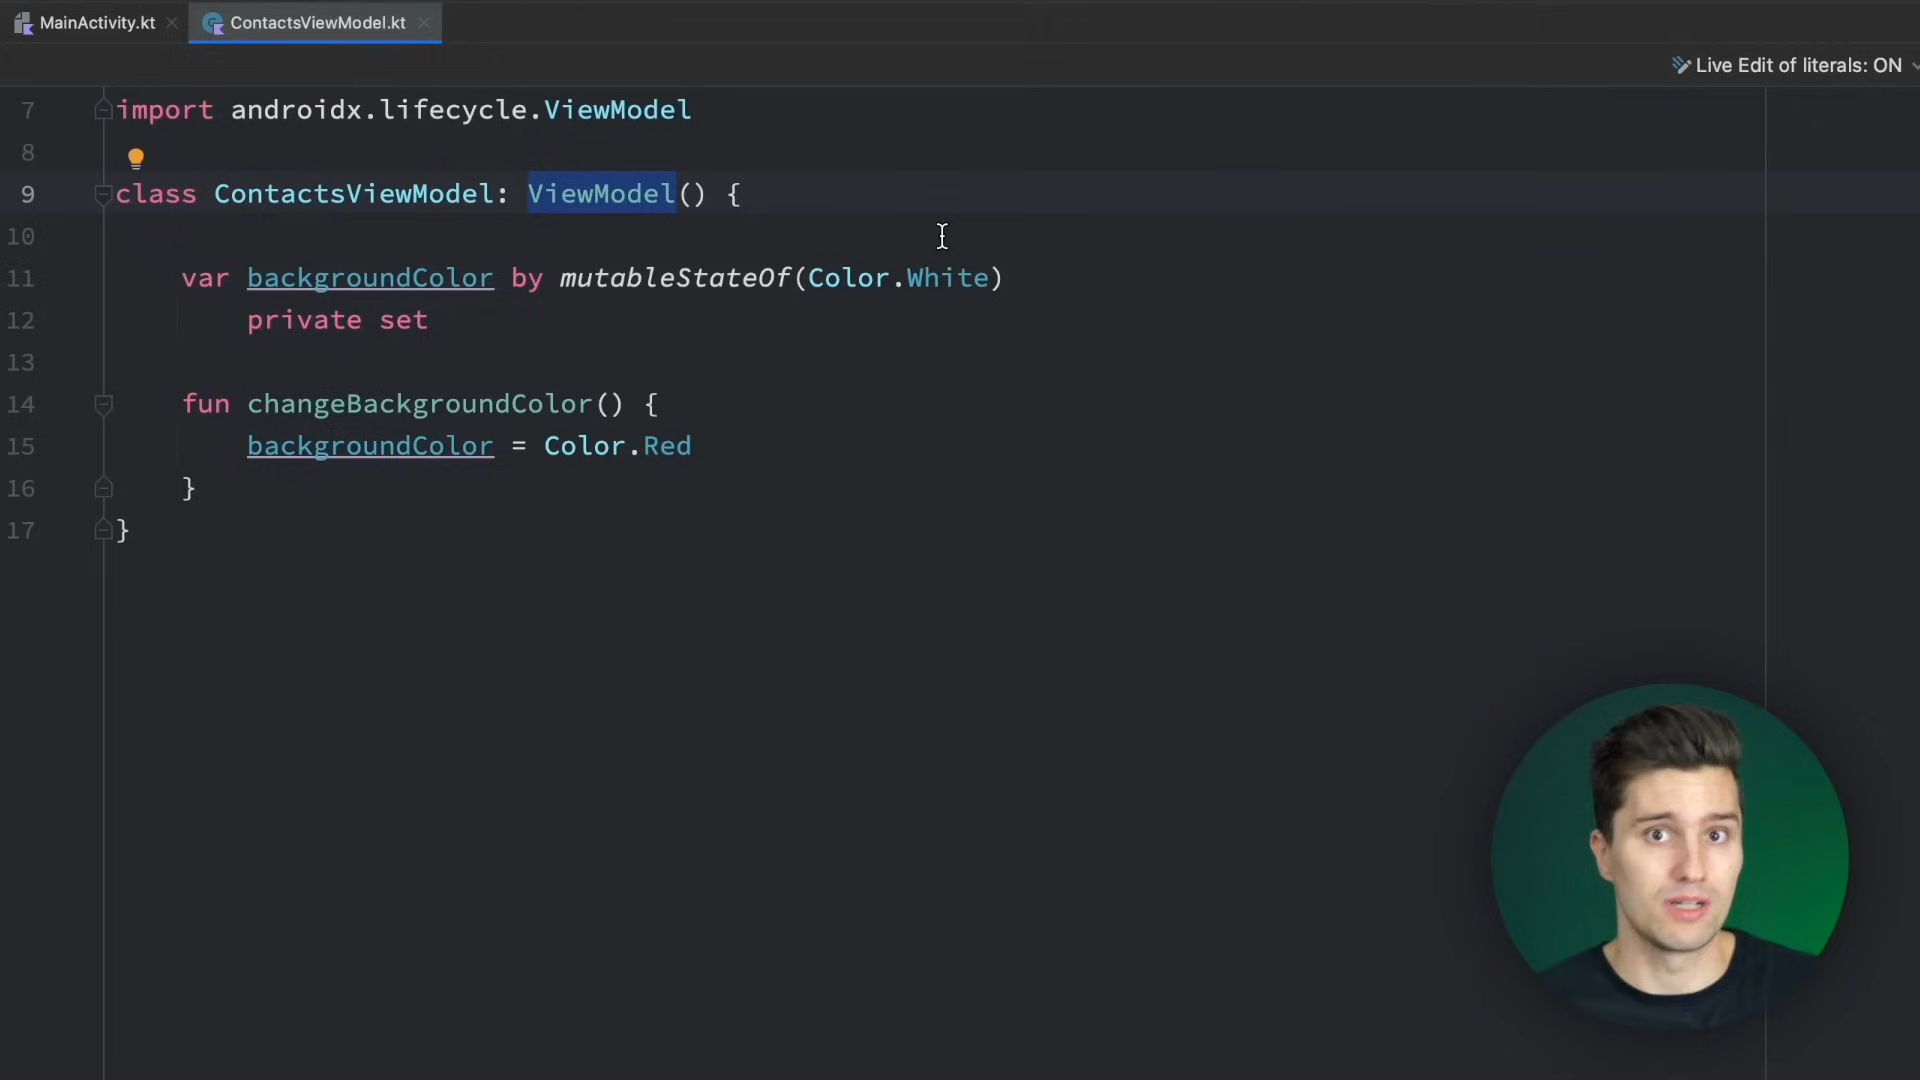 MainActivity.kt
ContactsViewModel.kt
Live Edit of literals: ON
7 import androidx.lifecycle.ViewModel
8
9 class ContactsViewModel: ViewModel() {
10
11 var backgroundColor by mutableStateOf(Color.White)
12 private set
13
14 fun changeBackgroundColor() {
15 backgroundColor = Color.Red
16 }
17 }